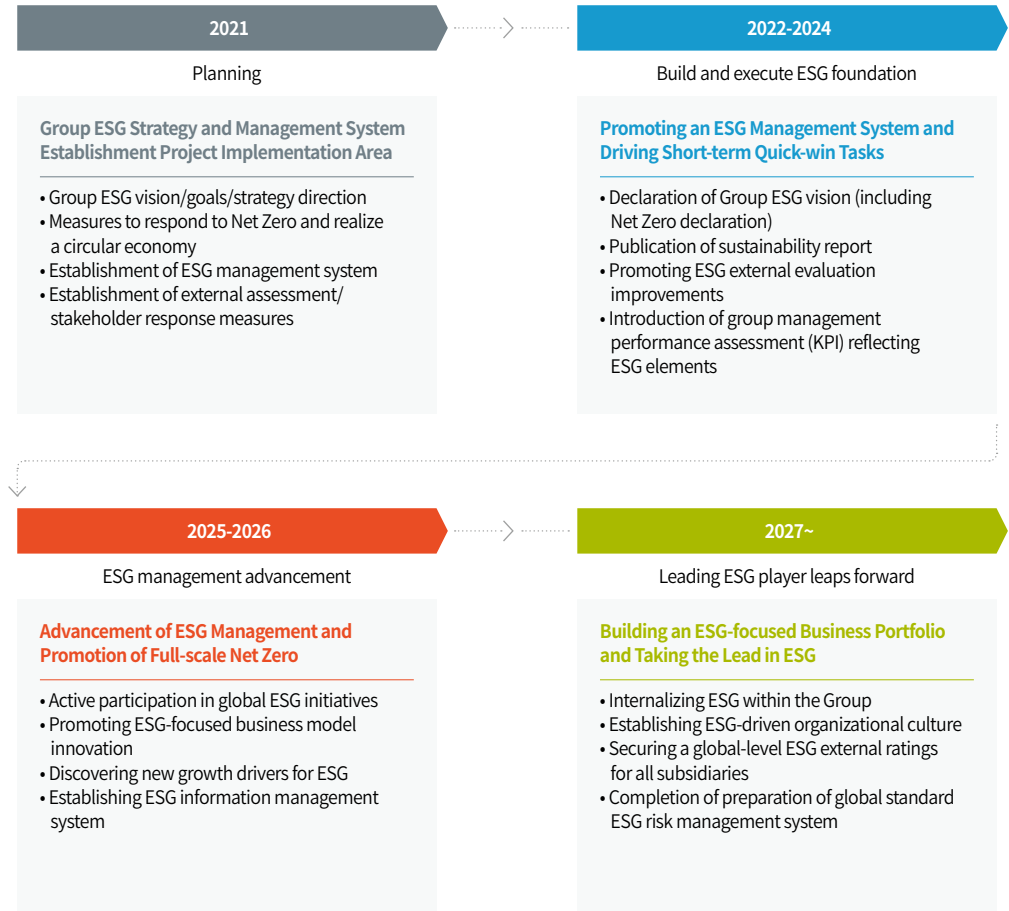 2021
Planning
Group ESG Strategy and Management System
Establishment Project Implementation Area
• Group ESG vision/goals/strategy direction
• Measures to respond to Net Zero and realize
a circular economy
• Establishment of ESG management system
• Establishment of external assessment/
stakeholder response measures
2022-2024
Build and execute ESG foundation
Promoting an ESG Management System and
Driving Short-term Quick-win Tasks
• Declaration of Group ESG vision (including
Net Zero declaration)
• Publication of sustainability report
• Promoting ESG external evaluation
improvements
• Introduction of group management
performance assessment (KPI) reflecting
ESG elements
2025-2026
ESG management advancement
Advancement of ESG Management and
Promotion of Full-scale Net Zero
• Active participation in global ESG initiatives
• Promoting ESG-focused business model
innovation
• Discovering new growth drivers for ESG
• Establishing ESG information management
system
2027~
Leading ESG player leaps forward
Building an ESG-focused Business Portfolio
and Taking the Lead in ESG
• Internalizing ESG within the Group
• Establishing ESG-driven organizational culture
• Securing a global-level ESG external ratings
for all subsidiaries
• Completion of preparation of global standard
ESG risk management system